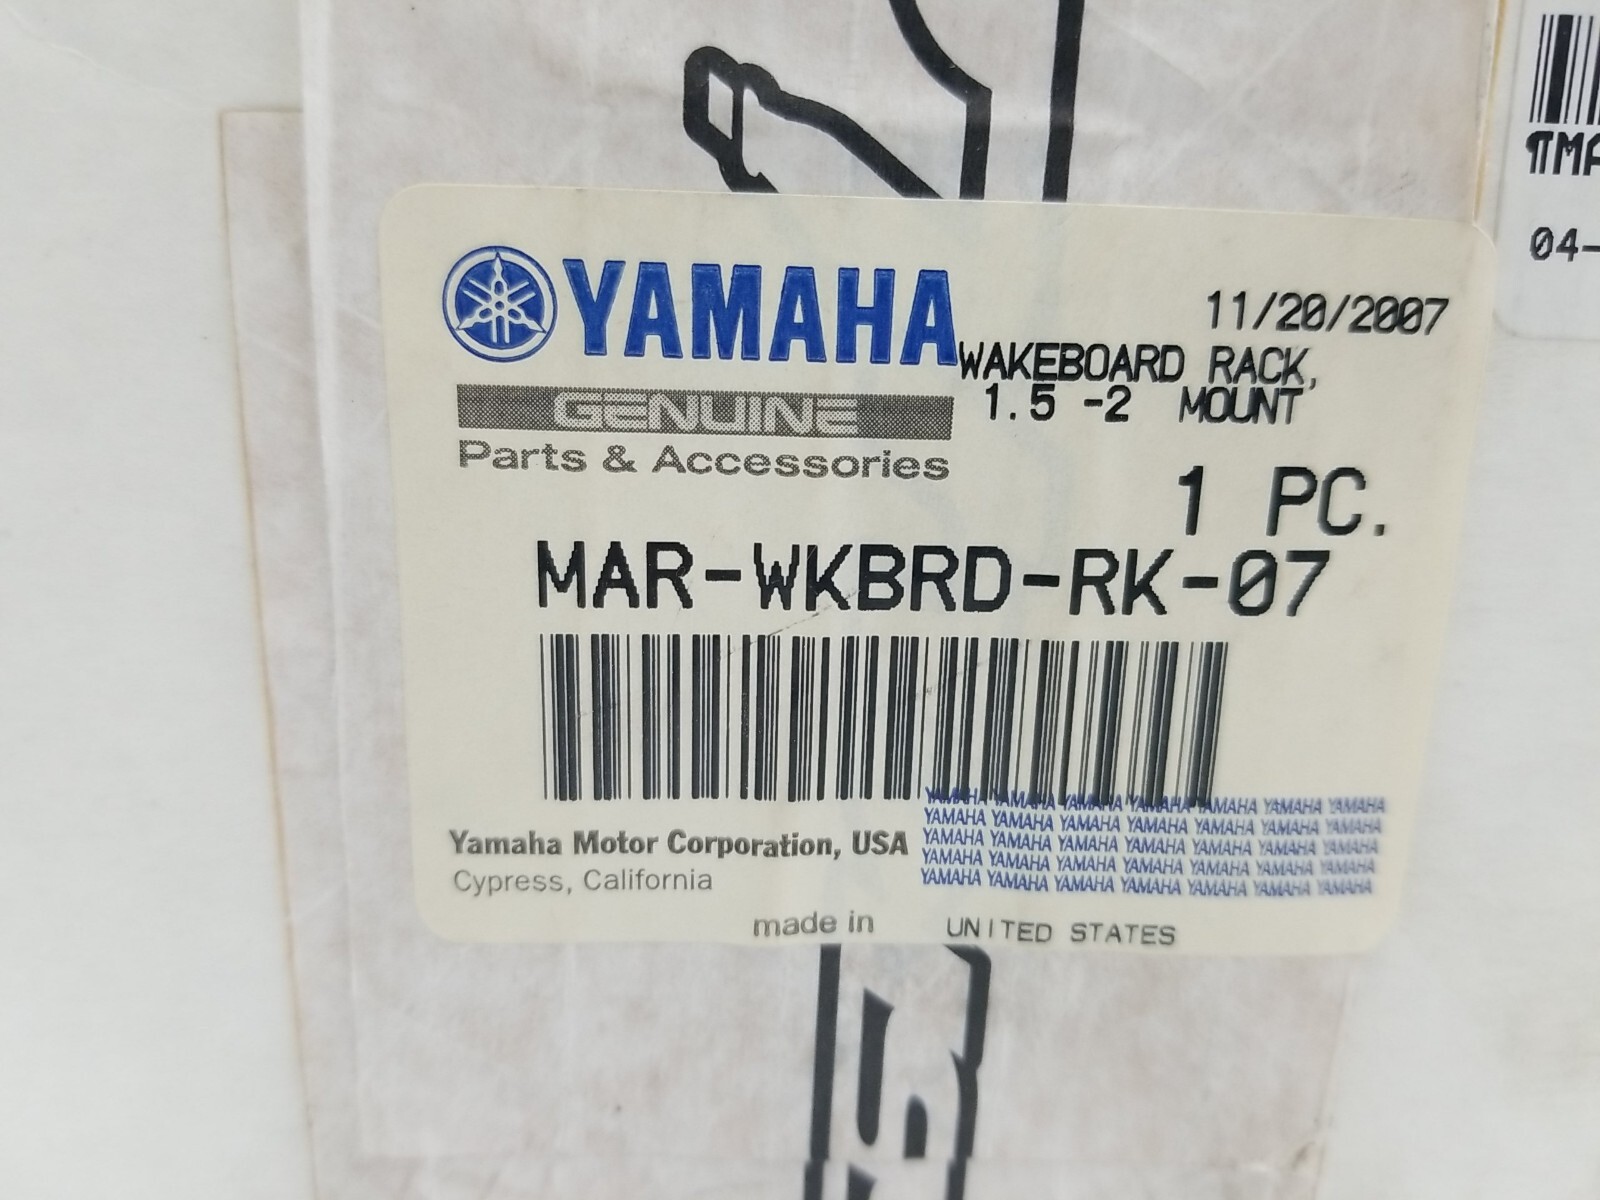 YAMAHA
11/20/2007
WAKEBOARD RACK,
1.5 -2 MOUNT
GENUINE
Parts & Accessories
1 PC.
MAR-WKBRD-RK-07
YAMAHA YAMAHA YAMAHA YAMAHA YAMAHA YAMAHA YAMAHA
YAMAHA YAMAHA YAMAHA YAMAHA YAMAHA YAMAHA YAMAHA
YAMAHA YAMAHA YAMAHA YAMAHA YAMAHA YAMAHA YAMAHA
YAMAHA YAMAHA YAMAHA YAMAHA YAMAHA YAMAHA YAMAHA
YAMAHA YAMAHA YAMAHA YAMAHA YAMAHA YAMAHA YAMAHA
Yamaha Motor Corporation, USA
Cypress, California
made in UNITED STATES
04-